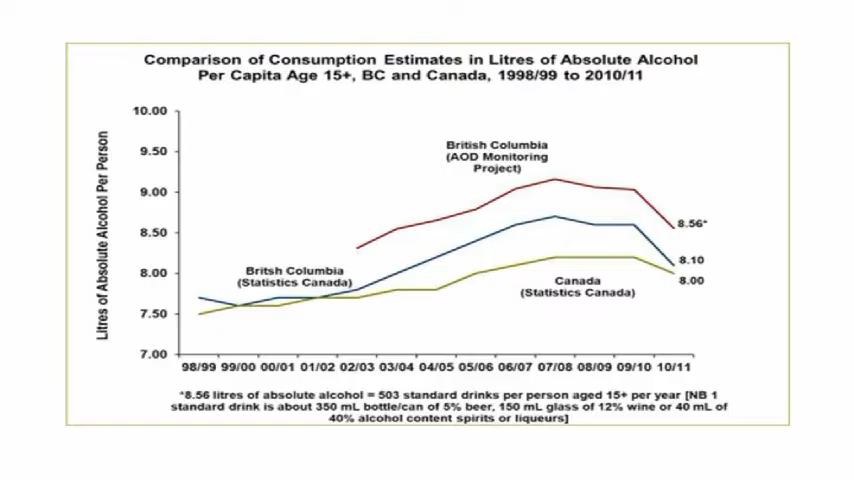 Comparison of Consumption Estimates in Litres of Absolute Alcohol
Per Capita Age 15+, BC and Canada, 1998/99 to 2010/11
Litres of Absolute Alcohol Per Person
10.00
9.50
9.00
8.50
8.00
7.50
7.00
British Columbia
(AOD Monitoring
Project)
8.56*
8.10
8.00
Britsh Columbia
(Statistics Canada)
Canada
(Statistics Canada)
98/99 99/00 00/01 01/02 02/03 03/04 04/05 05/06 06/07 07/08 08/09 09/10 10/11
*8.56 litres of absolute alcohol = 503 standard drinks per person aged 15+ per year [NB 1
standard drink is about 350 mL bottle/can of 5% beer, 150 mL glass of 12% wine or 40 mL of
40% alcohol content spirits or liqueurs]